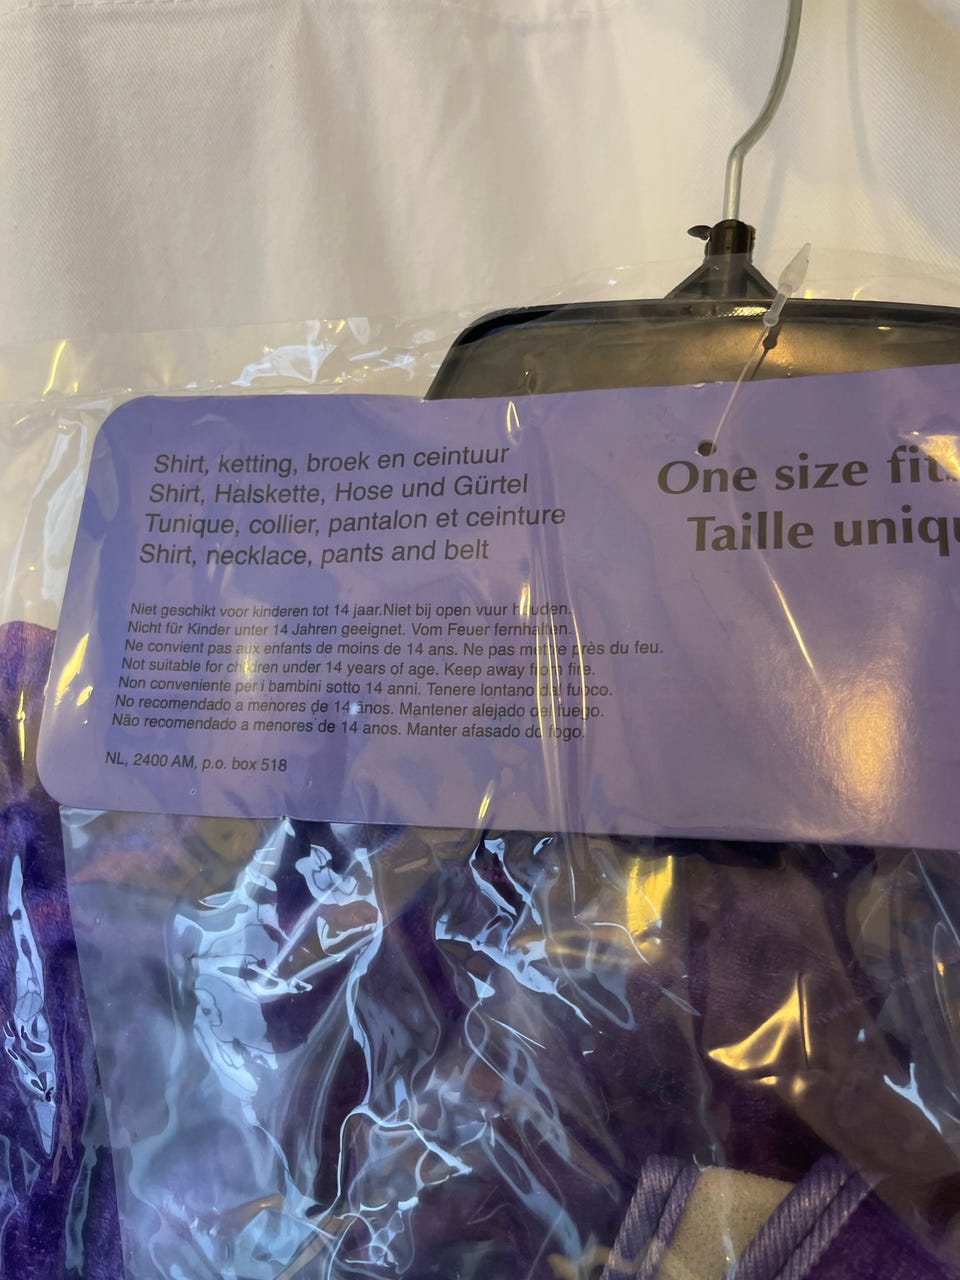 Shirt, ketting, broek en ceintuur
Shirt, Halskette, Hose und Gürtel
Tunique, collier, pantalon et ceinture
Shirt, necklace, pants and belt
One size fits
Taille
Niet geschikt voor kinderen tot 14 jaar.Niet bij open vuur houden.
Nicht für Kinder unter 14 Jahren geeignet. Vom Feuer fernhalten.
Ne convient pas aux enfants de moins de 14 ans. Ne pas mettre près du feu.
Not suitable for children under 14 years of age. Keep away from fire.
Non conveniente per i bambini sotto 14 anni. Tenere lontano dal fuoco.
No recomendado a menores de 14 anos. Mantener alejado del fuego.
Não recomendado a menores de 14 anos. Manter afasado do fogo.
NL, 2400 AM, p.o. box 518